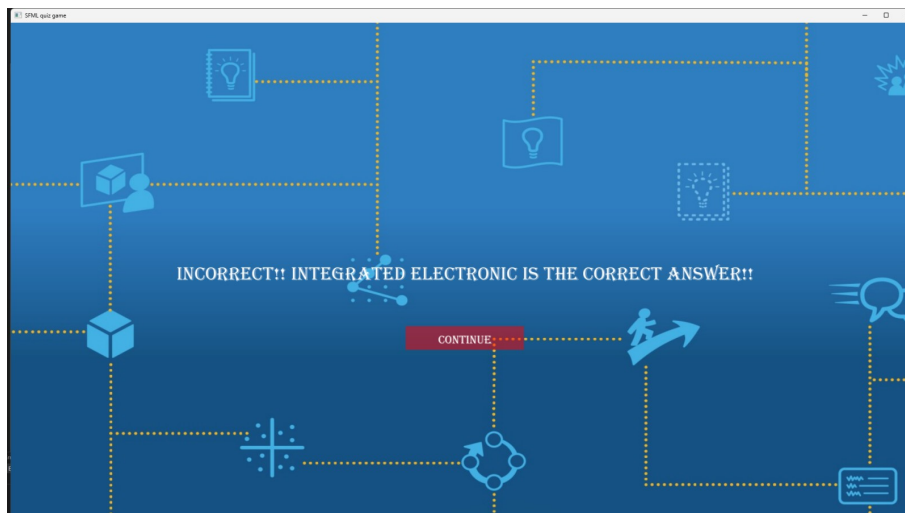 SFML quiz game
INCORRECT!! INTEGRATED ELECTRONIC IS THE CORRECT ANSWER!!
CONTINUE